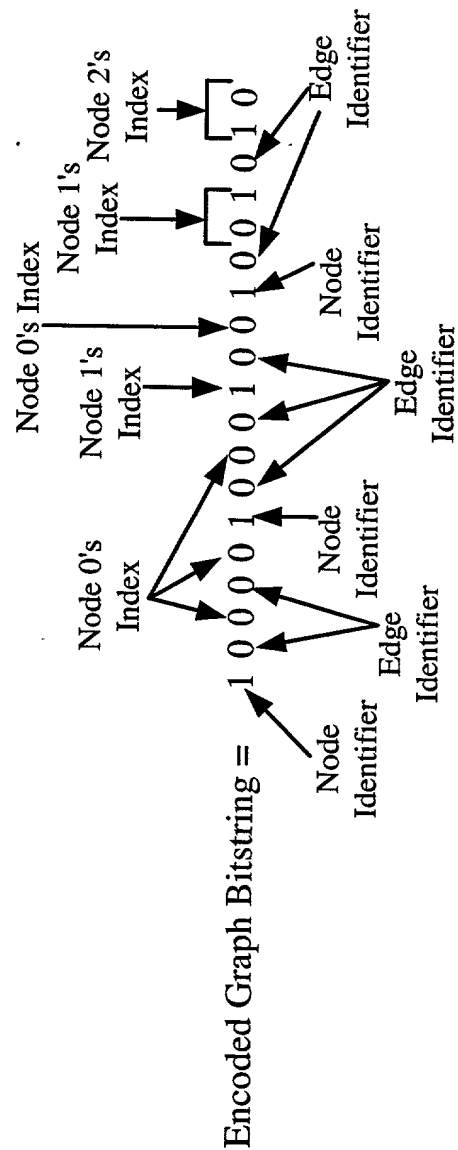 Node 0's
Index
Node 0's Index
Node 1's
Index
Node 1's
Index
Node 2's
Index
Encoded Graph Bitstring = 1 0 0 0 0 1 0 0 0 1 0 0 1 0 0 1 0 1 0
Node
Identifier
Edge
Identifier
Node
Identifier
Edge
Identifier
Node
Identifier
Edge
Identifier